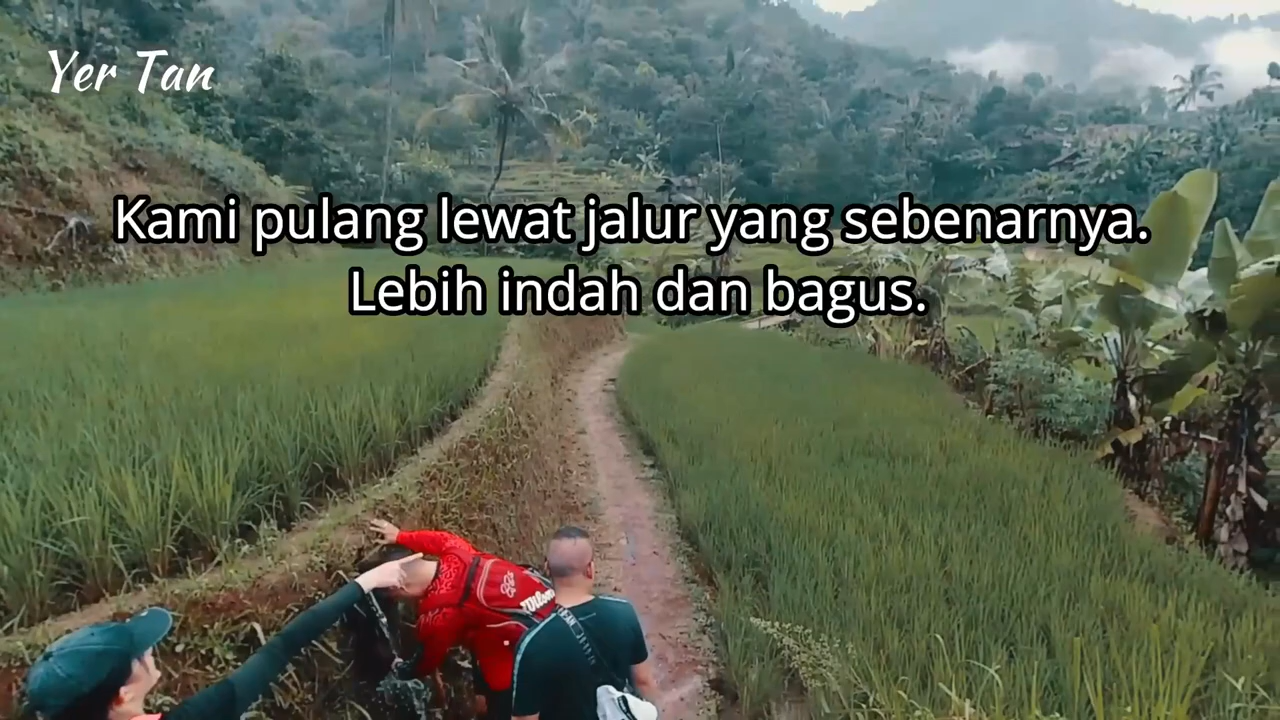 Yer Tan
Kami pulang lewat jalur yang sebenarnya.
Lebih indah dan bagus.
Wilson